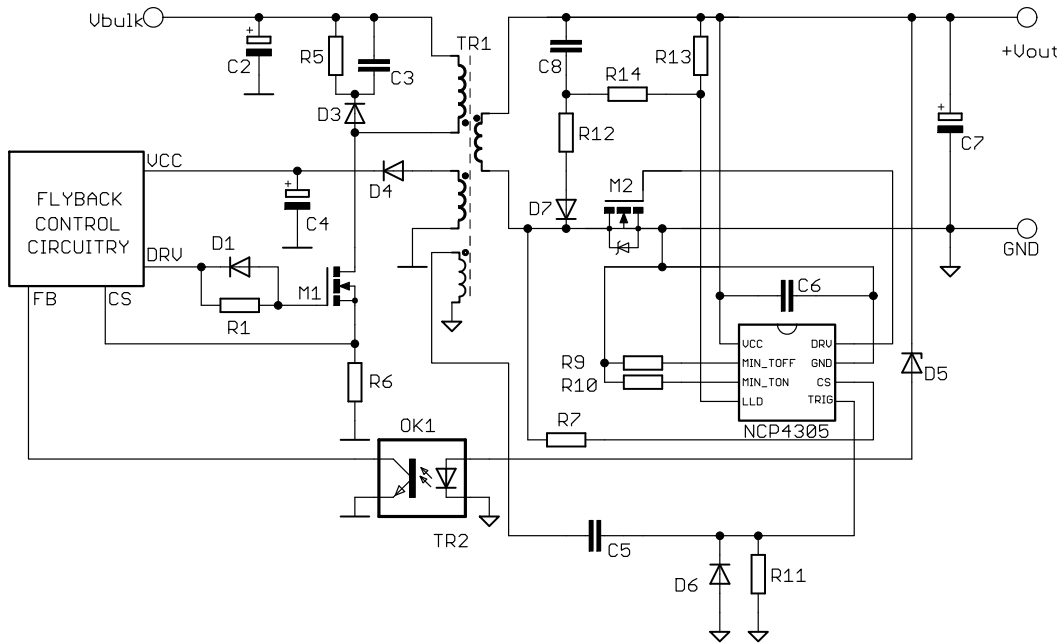 Vbulk
+
C2
R5
C3
TR1
C8
R13
R14
+Vout
D3
R12
+
C7
VCC
D4
M2
FLYBACK
CONTROL
CIRCUITRY
+
C4
D7
GND
DRV
D1
M1
C6
FB
CS
R1
VCC
DRV
R9
MIN_TOFF
GND
D5
R6
R10
MIN_TON
CS
LLD
TRIG
OK1
R7
NCP4305
TR2
C5
D6
R11